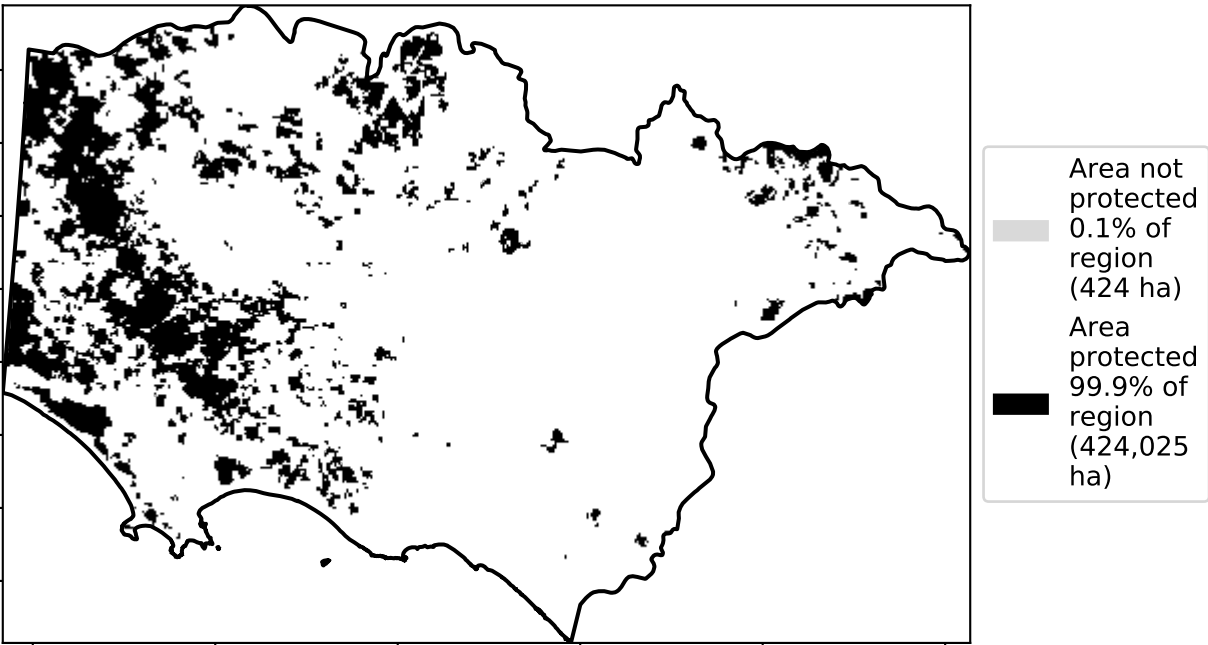 Area not
protected
0.1% of
region
(424 ha)
Area
protected
99.9% of
region
(424,025
ha)